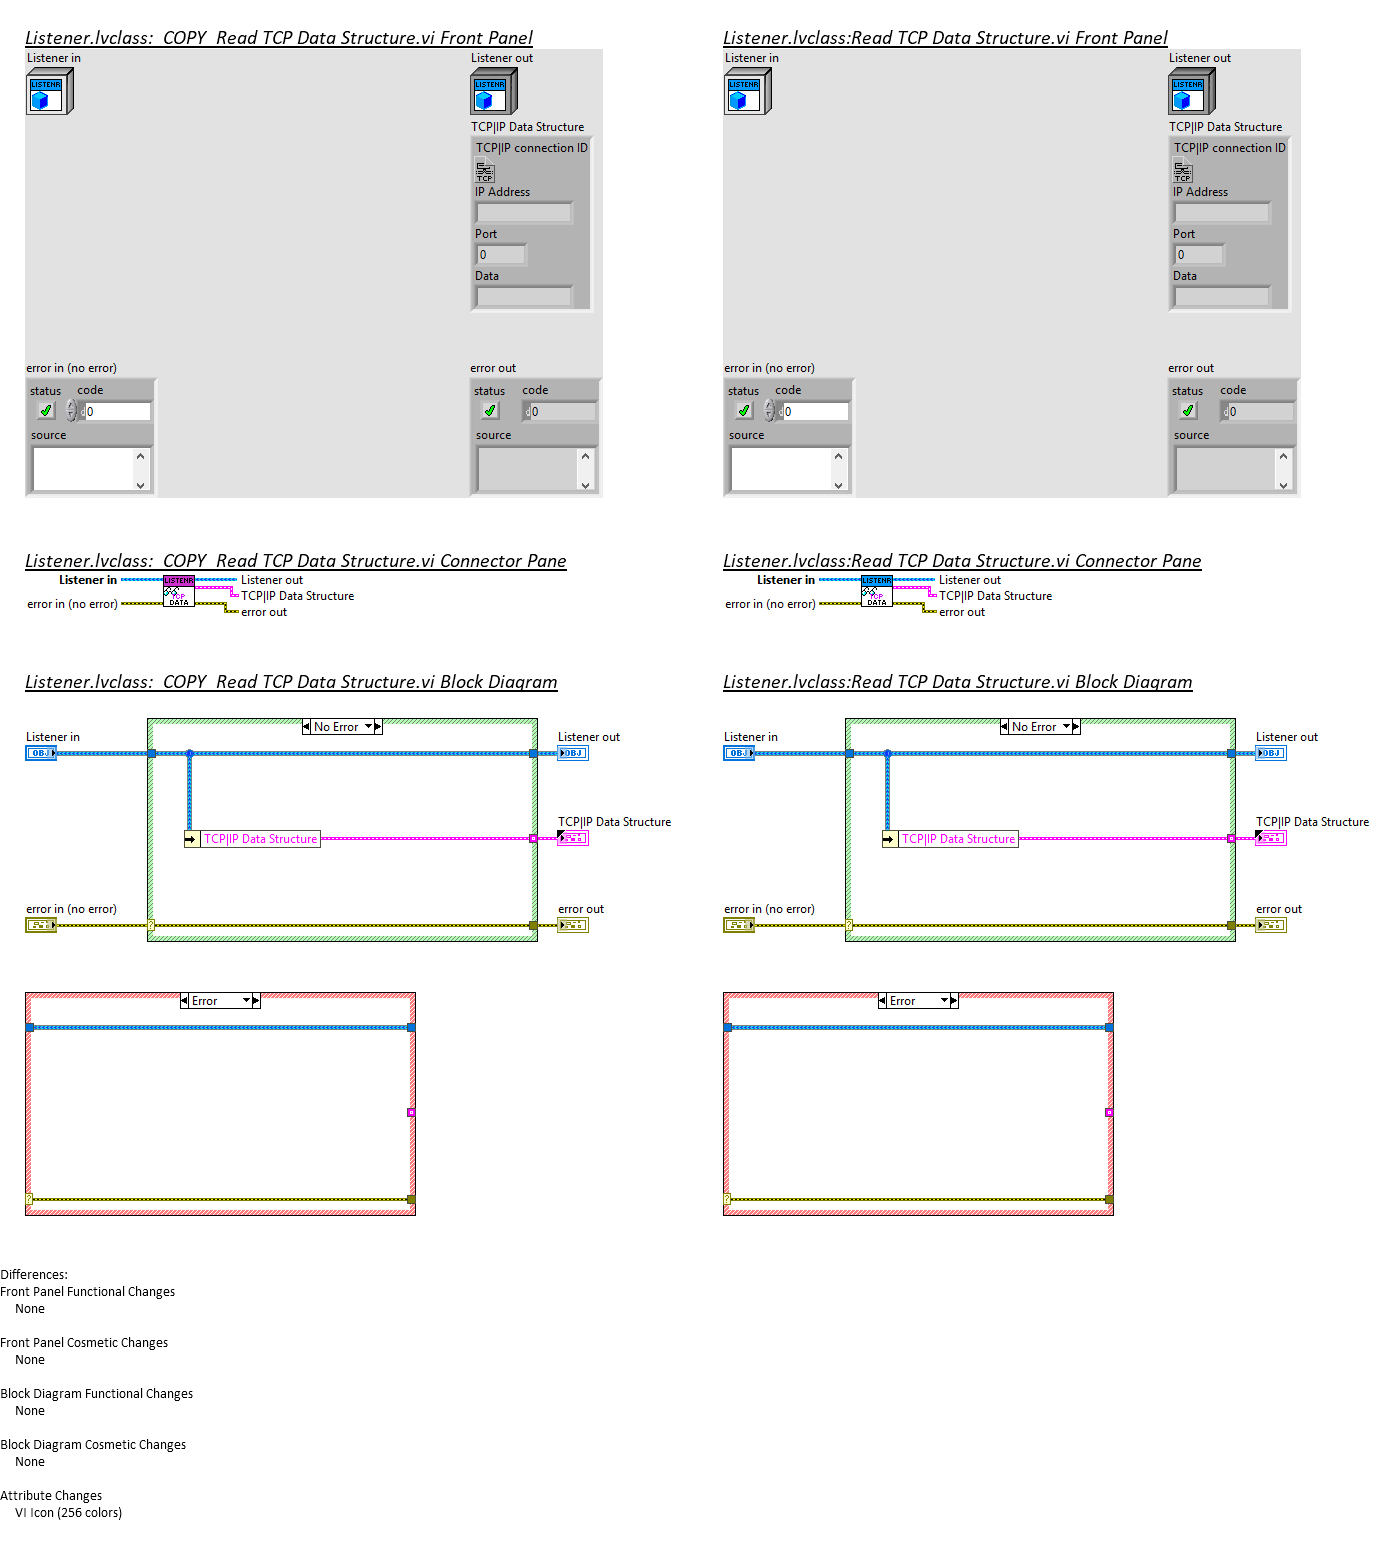 Listener.lvclass:  COPY  Read TCP Data Structure.vi Front Panel
Listener in
LISTENR
Listener out
LISTENR
TCP|IP Data Structure
TCP|IP connection ID
TCP
IP Address
Port
0
Data
error in (no error)
status code
d 0
source
error out
status code
d 0
source
Listener.lvclass:Read TCP Data Structure.vi Front Panel
Listener in
LISTENR
Listener out
LISTENR
TCP|IP Data Structure
TCP|IP connection ID
TCP
IP Address
Port
0
Data
error in (no error)
status code
d 0
source
error out
status code
d 0
source
Listener.lvclass:  COPY  Read TCP Data Structure.vi Connector Pane
Listener in
LISTENR
Listener out
TCP
TCP|IP Data Structure
error in (no error)
DATA
error out
Listener.lvclass:Read TCP Data Structure.vi Connector Pane
Listener in
LISTENR
Listener out
TCP
TCP|IP Data Structure
error in (no error)
DATA
error out
Listener.lvclass:  COPY  Read TCP Data Structure.vi Block Diagram
No Error
Listener in
OBJ
Listener out
OBJ
TCP|IP Data Structure
TCP|IP Data Structure
error in (no error)
?
error out
Error
?
Listener.lvclass:Read TCP Data Structure.vi Block Diagram
No Error
Listener in
OBJ
Listener out
OBJ
TCP|IP Data Structure
TCP|IP Data Structure
error in (no error)
?
error out
Error
?
Differences:
Front Panel Functional Changes
None
Front Panel Cosmetic Changes
None
Block Diagram Functional Changes
None
Block Diagram Cosmetic Changes
None
Attribute Changes
VI Icon (256 colors)